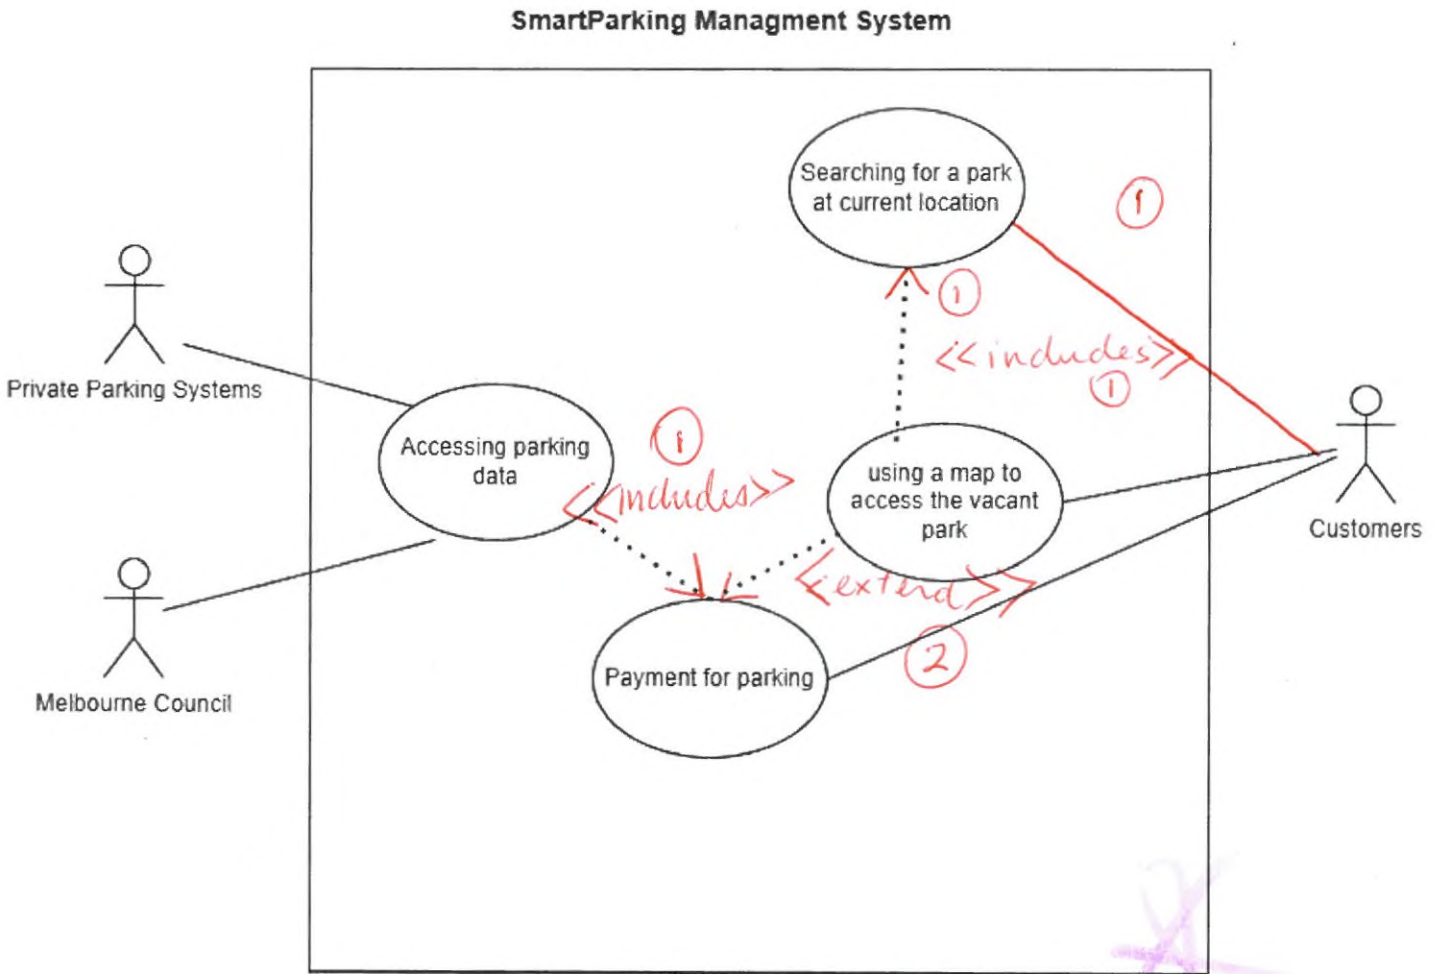 SmartParking Managment System
Searching for a park
at current location
1
1
<<includes>>
1
Private Parking Systems
Accessing parking
data
1
<<includes>>
using a map to
access the vacant
park
Customers
<<extend>>
2
Payment for parking
Melbourne Council